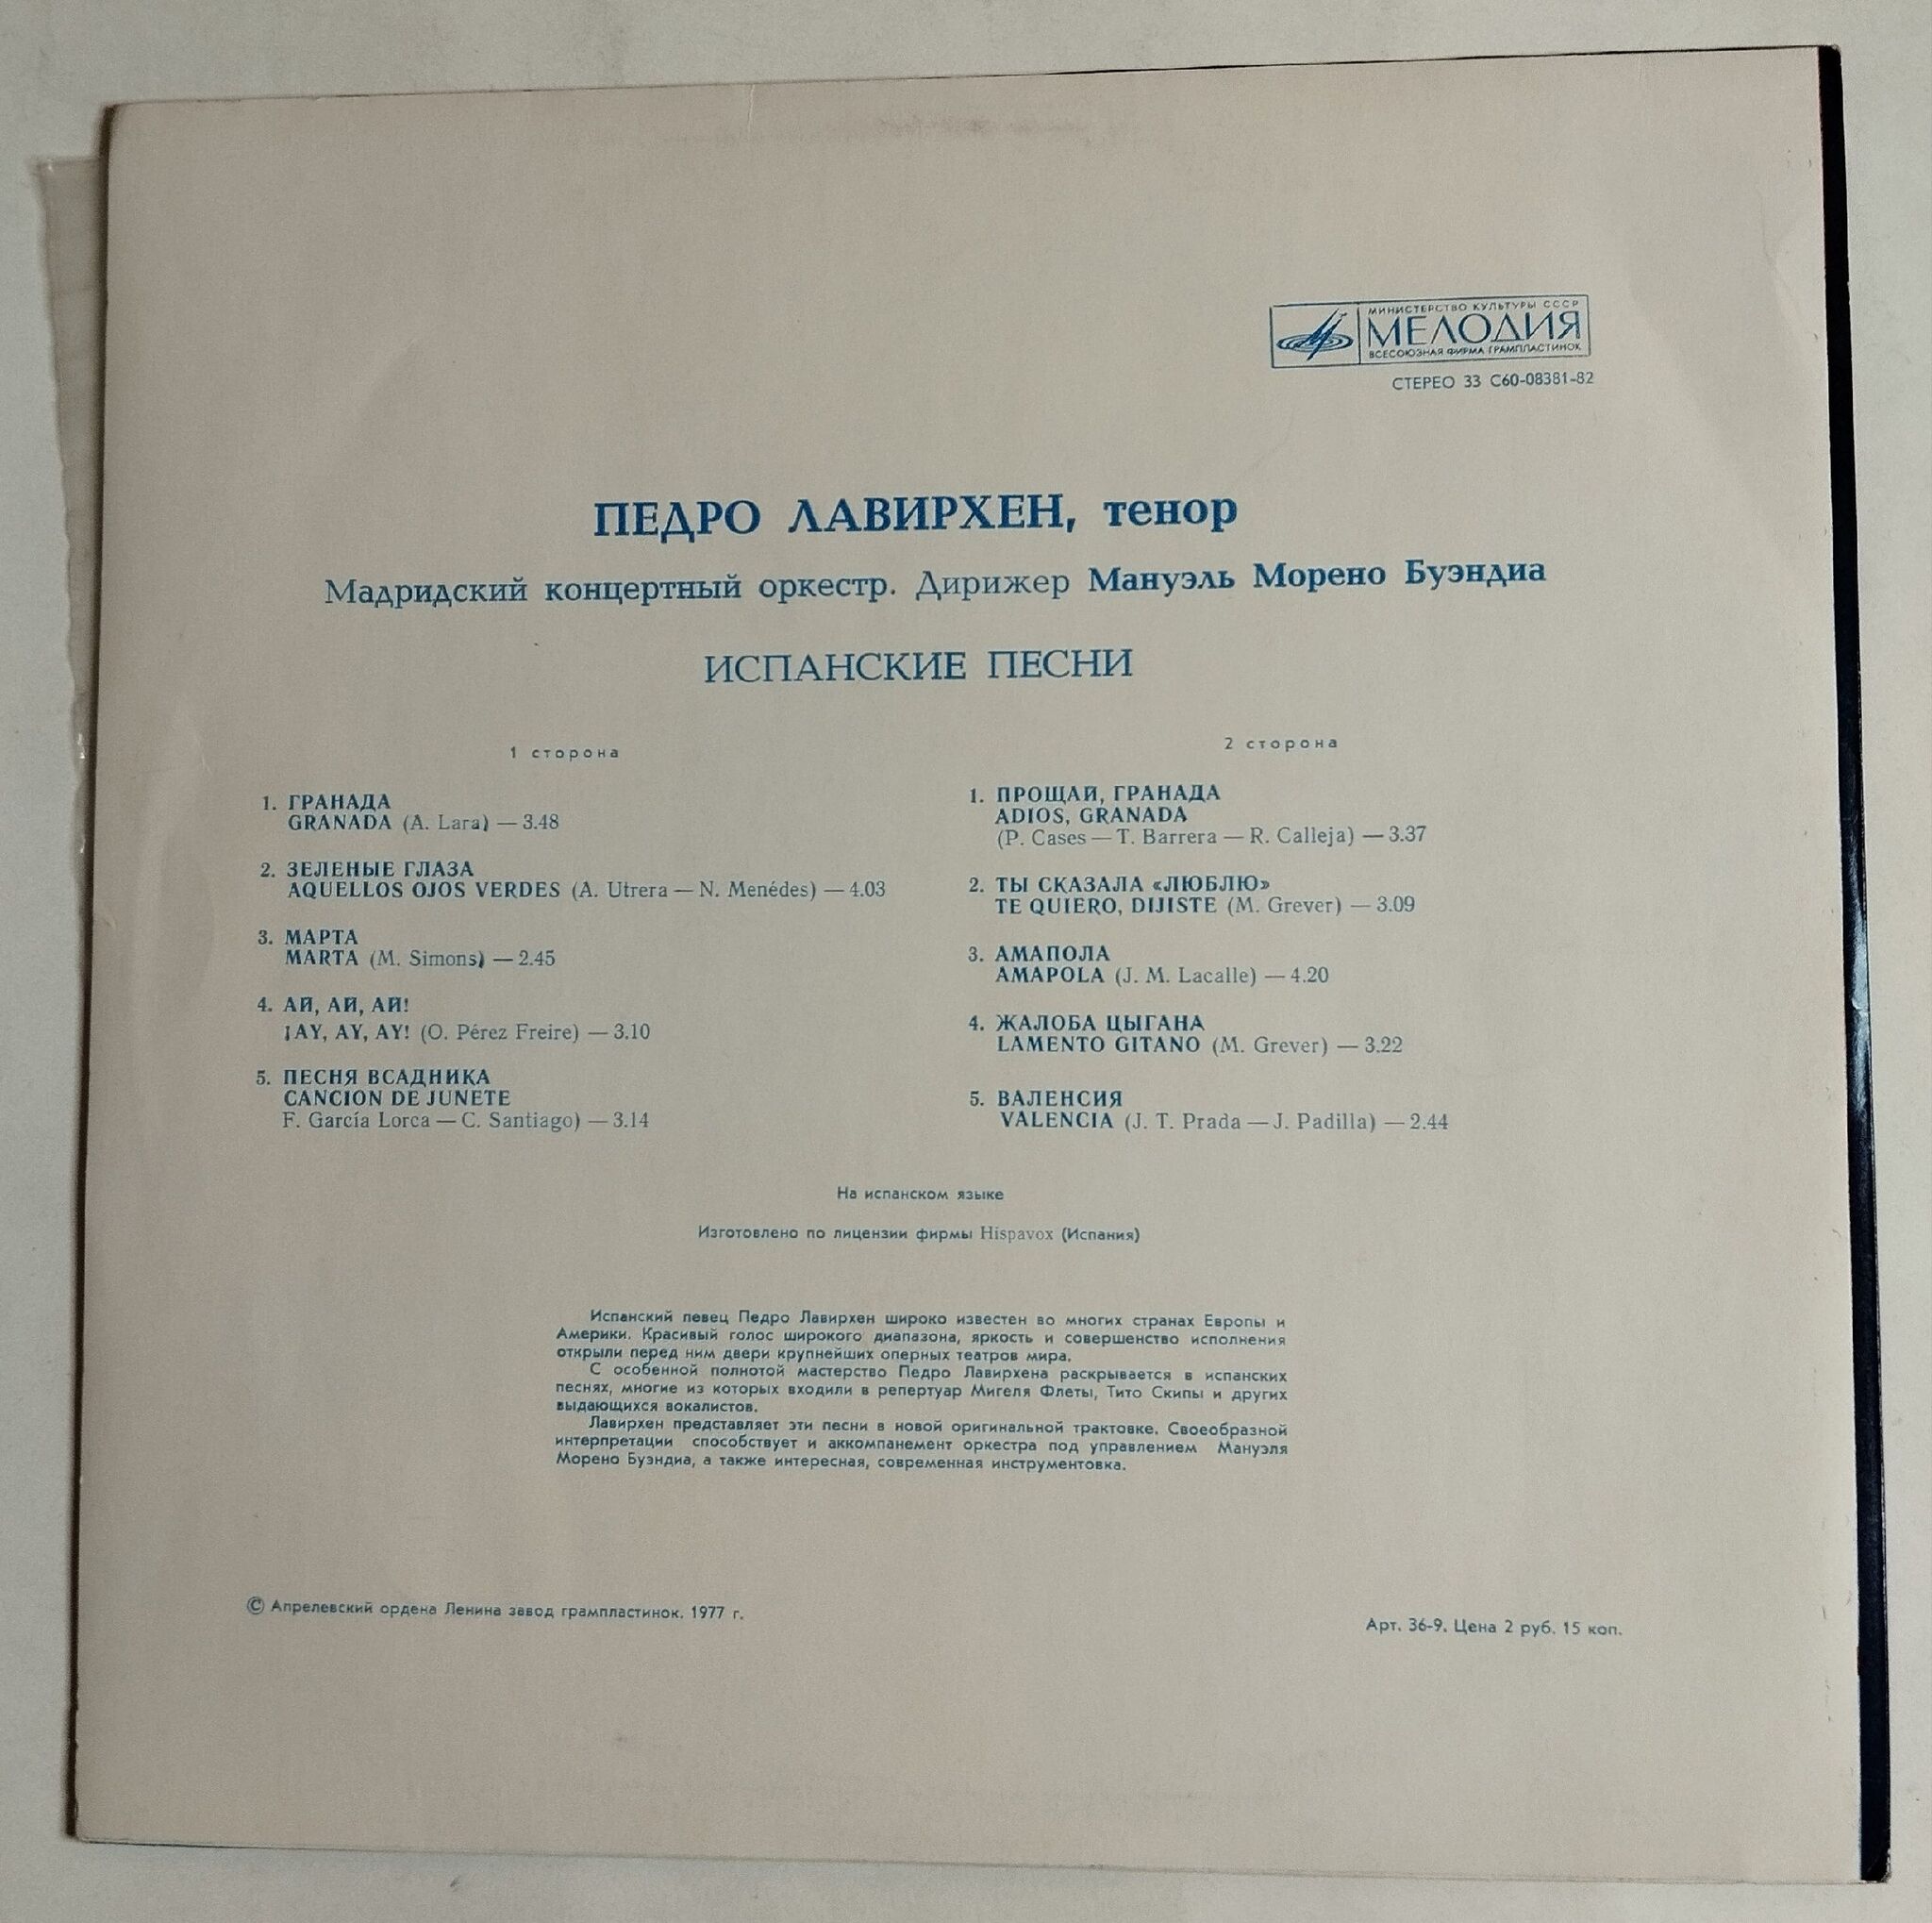 МИНИСТЕРСТВО КУЛЬТУРЫ СССР
МЕЛОДИЯ
ВСЕСОЮЗНАЯ ФИРМА ГРАМПЛАСТИНОК
СТЕРЕО 33 С60-08381-82
ПЕДРО ЛАВИРХЕН, тенор
Мадридский концертный оркестр. Дирижер Мануэль Морено Буэндиа
ИСПАНСКИЕ ПЕСНИ
1 сторона
1. ГРАНАДА
GRANADA (A. Lara) — 3.48
2. ЗЕЛЕНЫЕ ГЛАЗА
AQUELLOS OJOS VERDES (A. Utrera — N. Menédes) — 4.03
3. МАРТА
MARTA (M. Simons) — 2.45
4. АЙ, АЙ, АЙ!
¡AY, AY, AY! (O. Pérez Freire) — 3.10
5. ПЕСНЯ ВСАДНИКА
CANCION DE JUNETE
F. García Lorca — C. Santiago) — 3.14
2 сторона
1. ПРОЩАЙ, ГРАНАДА
ADIOS, GRANADA
(P. Cases — T. Barrera — R. Calleja) — 3.37
2. ТЫ СКАЗАЛА «ЛЮБЛЮ»
TE QUIERO, DIJISTE (M. Grever) — 3.09
3. АМАПОЛА
AMAPOLA (J. M. Lacalle) — 4.20
4. ЖАЛОБА ЦЫГАНА
LAMENTO GITANO (M. Grever) — 3.22
5. ВАЛЕНСИЯ
VALENCIA (J. T. Prada — J. Padilla) — 2.44
На испанском языке
Изготовлено по лицензии фирмы Hispavox (Испания)
Испанский певец Педро Лавирхен широко известен во многих странах Европы и
Америки. Красивый голос широкого диапазона, яркость и совершенство исполнения
открыли перед ним двери крупнейших оперных театров мира.
С особенной полнотой мастерство Педро Лавирхена раскрывается в испанских
песнях, многие из которых входили в репертуар Мигеля Флеты, Тито Скипы и других
выдающихся вокалистов.
Лавирхен представляет эти песни в новой оригинальной трактовке. Своеобразной
интерпретации способствует и аккомпанемент оркестра под управлением Мануэля
Морено Буэндиа, а также интересная, современная инструментовка.
© Апрелевский ордена Ленина завод грампластинок. 1977 г.
Арт. 36-9. Цена 2 руб. 15 коп.